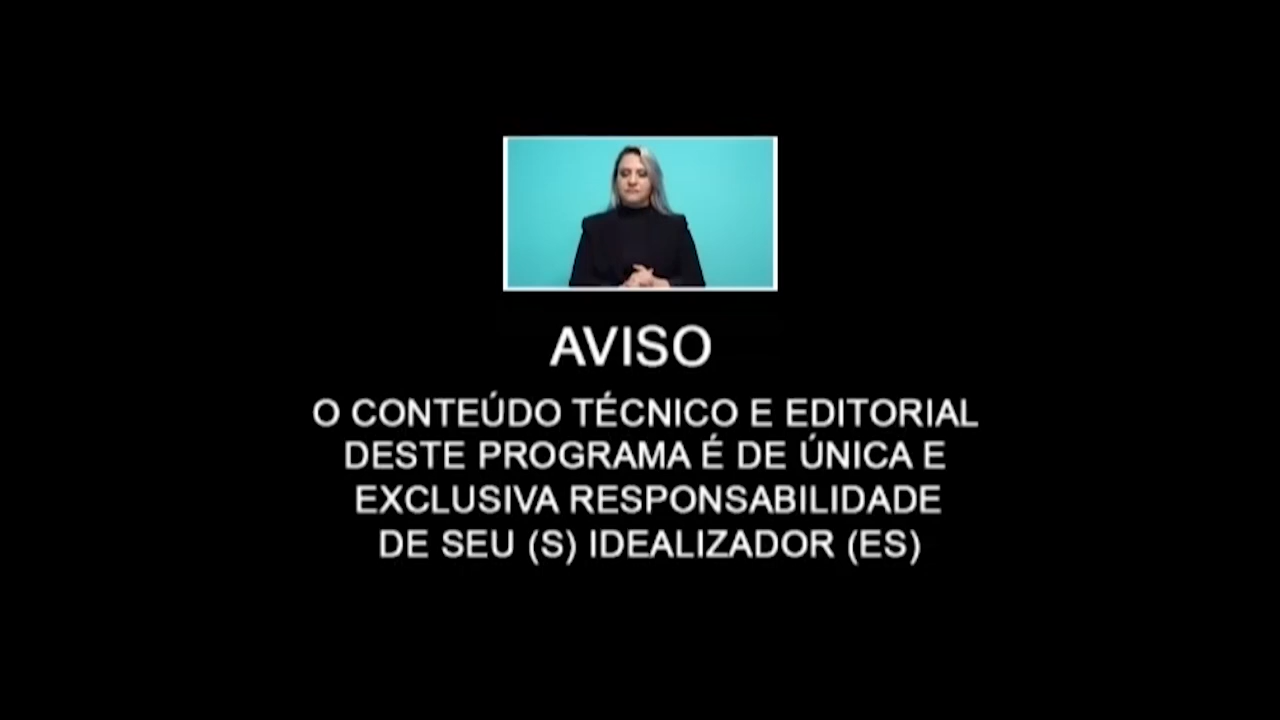 AVISO
O CONTEÚDO TÉCNICO E EDITORIAL
DESTE PROGRAMA É DE ÚNICA E
EXCLUSIVA RESPONSABILIDADE
DE SEU (S) IDEALIZADOR (ES)